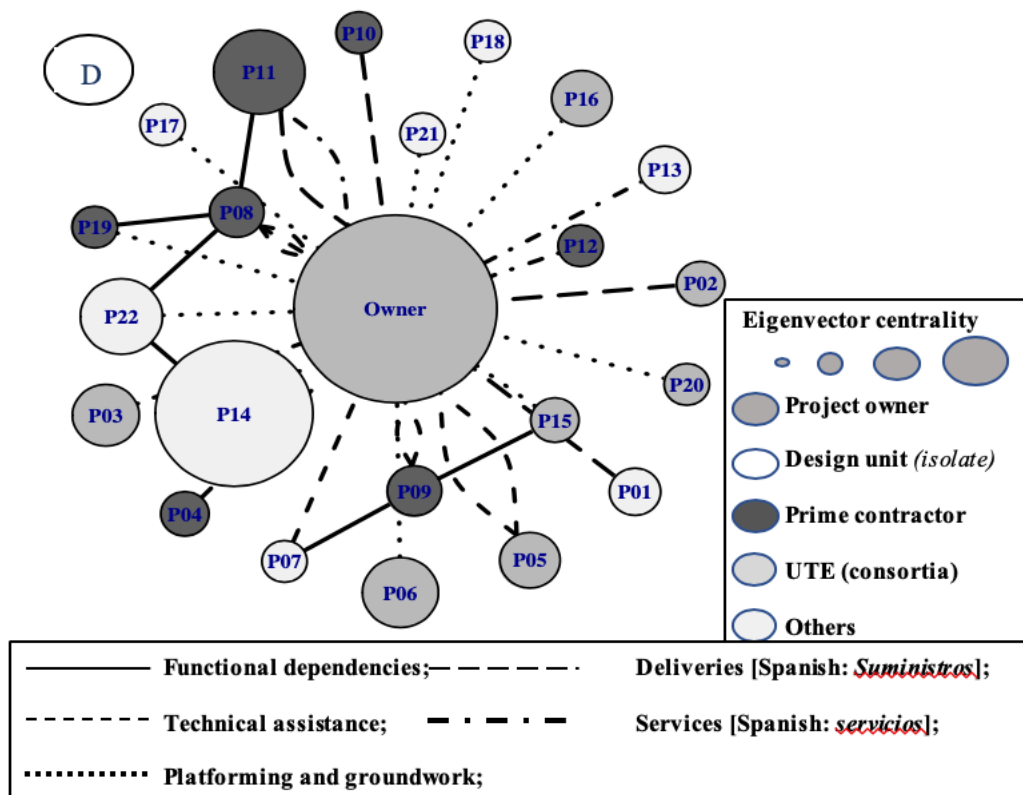 P10
P18
D
P11
P16
P17
P21
P13
P19
P08
P12
P02
P22
Owner
P20
P03
P14
P15
P04
P09
P01
P07
P05
P06
Eigenvector centrality
Project owner
Design unit (isolate)
Prime contractor
UTE (consortia)
Others
Functional dependencies;
Deliveries [Spanish: Suministros];
Technical assistance;
Services [Spanish: servicios];
Platforming and groundwork;